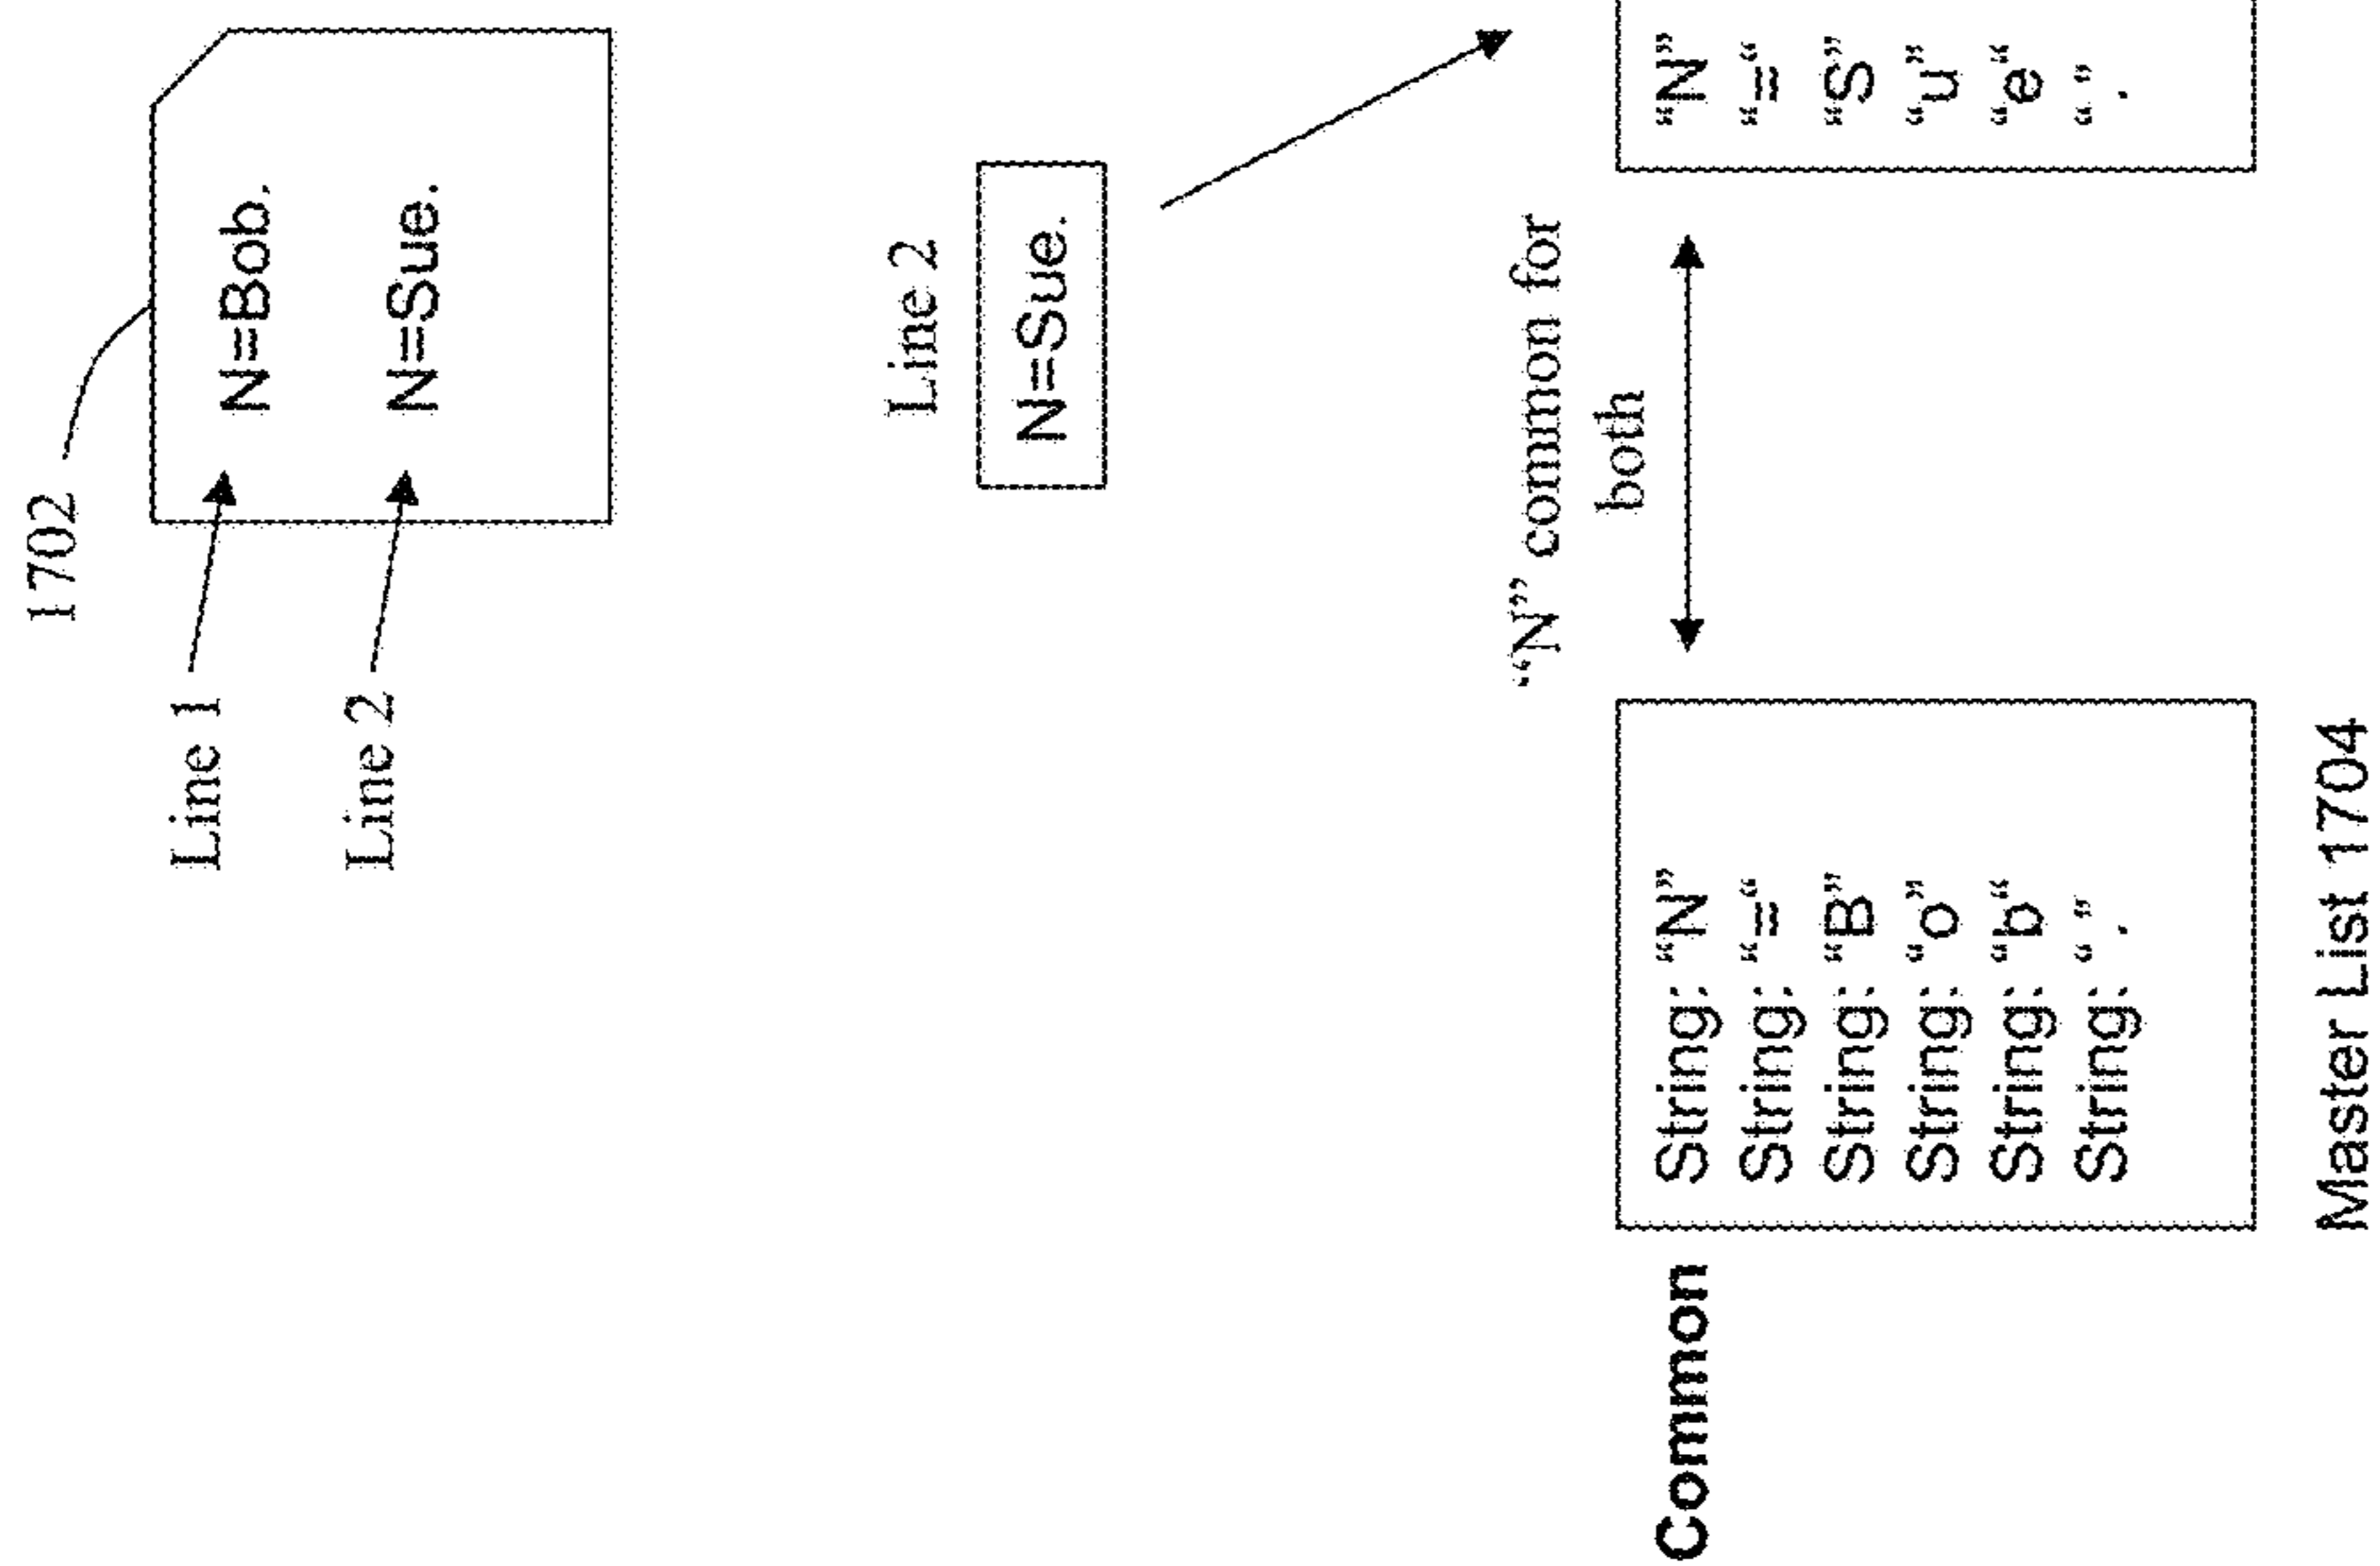 1702
Line 1
N=Bob.
Line 2
N=Sue.
Line 2
N=Sue.
“N” common for
both
Common
String: “N”
String: “=“
String: “B”
String: “o”
String: “b“
String: “.”
“N”
“=“
“S”
“u”
“e“
“.”
Master List 1704